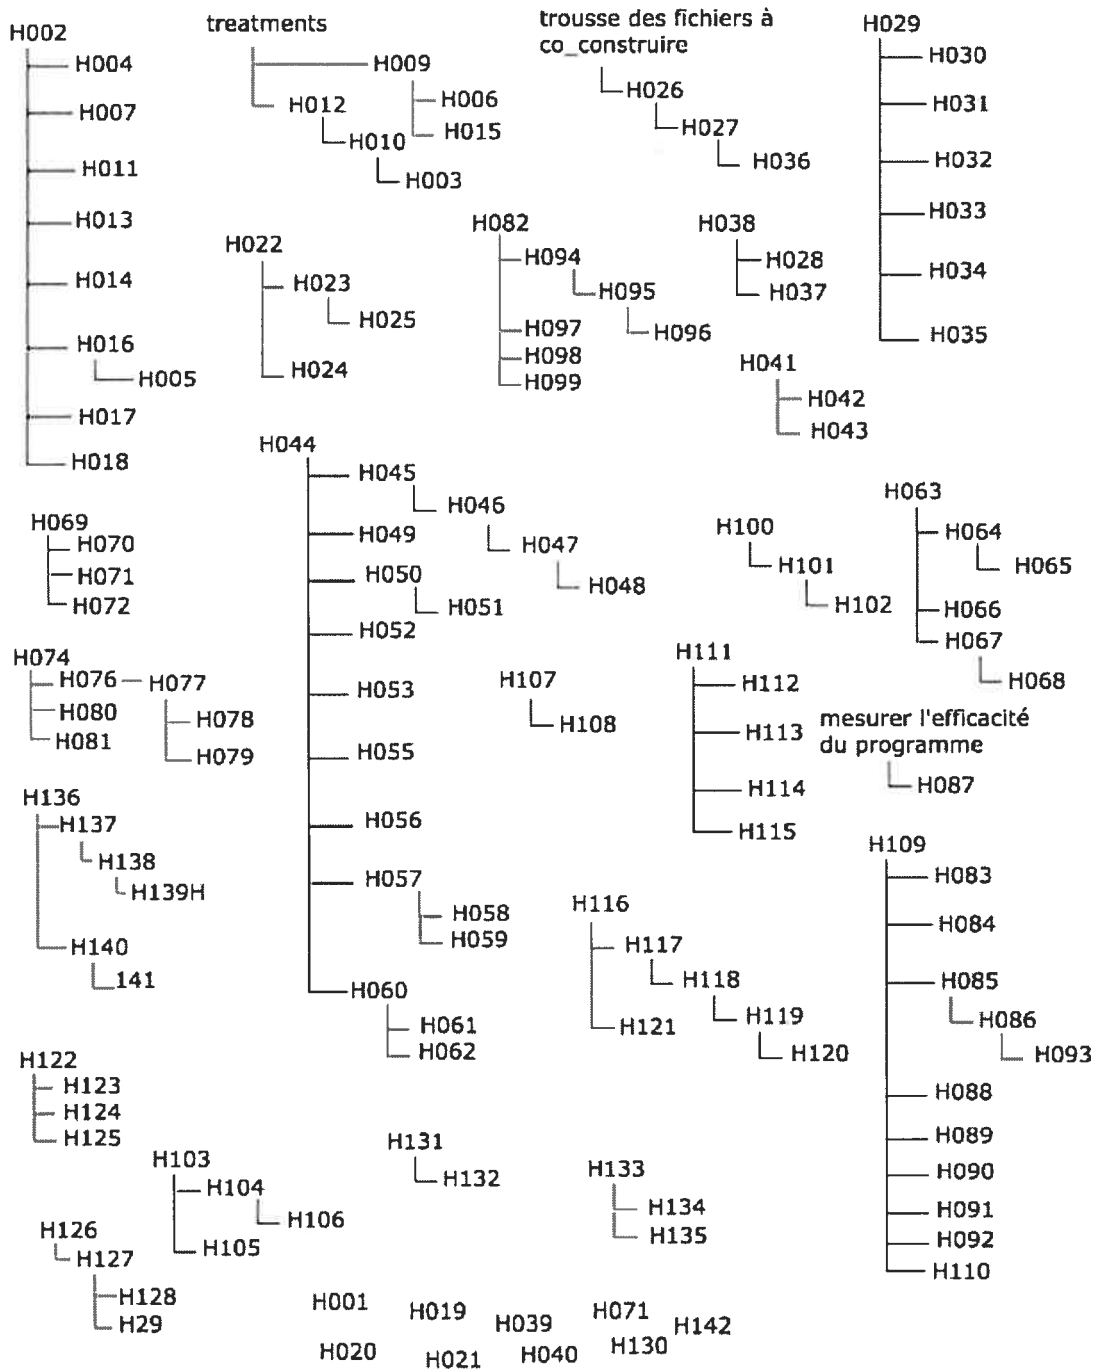 H002
H004
H007
H011
H013
H014
H016
H005
H017
H018
treatments
H009
H006
H015
H012
H010
H003
trousse des fichiers à
co_construire
H026
H027
H036
H029
H030
H031
H032
H033
H034
H035
H022
H023
H025
H024
H082
H094
H095
H096
H097
H098
H099
H038
H028
H037
H041
H042
H043
H044
H045
H046
H047
H048
H049
H050
H051
H052
H053
H055
H056
H057
H058
H059
H060
H061
H062
H069
H070
H071
H072
H100
H101
H102
H063
H064
H065
H066
H067
H068
H074
H076
H077
H078
H079
H080
H081
H107
H108
H111
H112
H113
H114
H115
mesurer l'efficacité
du programme
H087
H136
H137
H138
H139H
H140
141
H116
H117
H118
H119
H120
H121
H109
H083
H084
H085
H086
H093
H088
H089
H090
H091
H092
H110
H122
H123
H124
H125
H103
H104
H106
H105
H131
H132
H133
H134
H135
H126
H127
H128
H29
H001
H019
H039
H071
H142
H020
H021
H040
H130